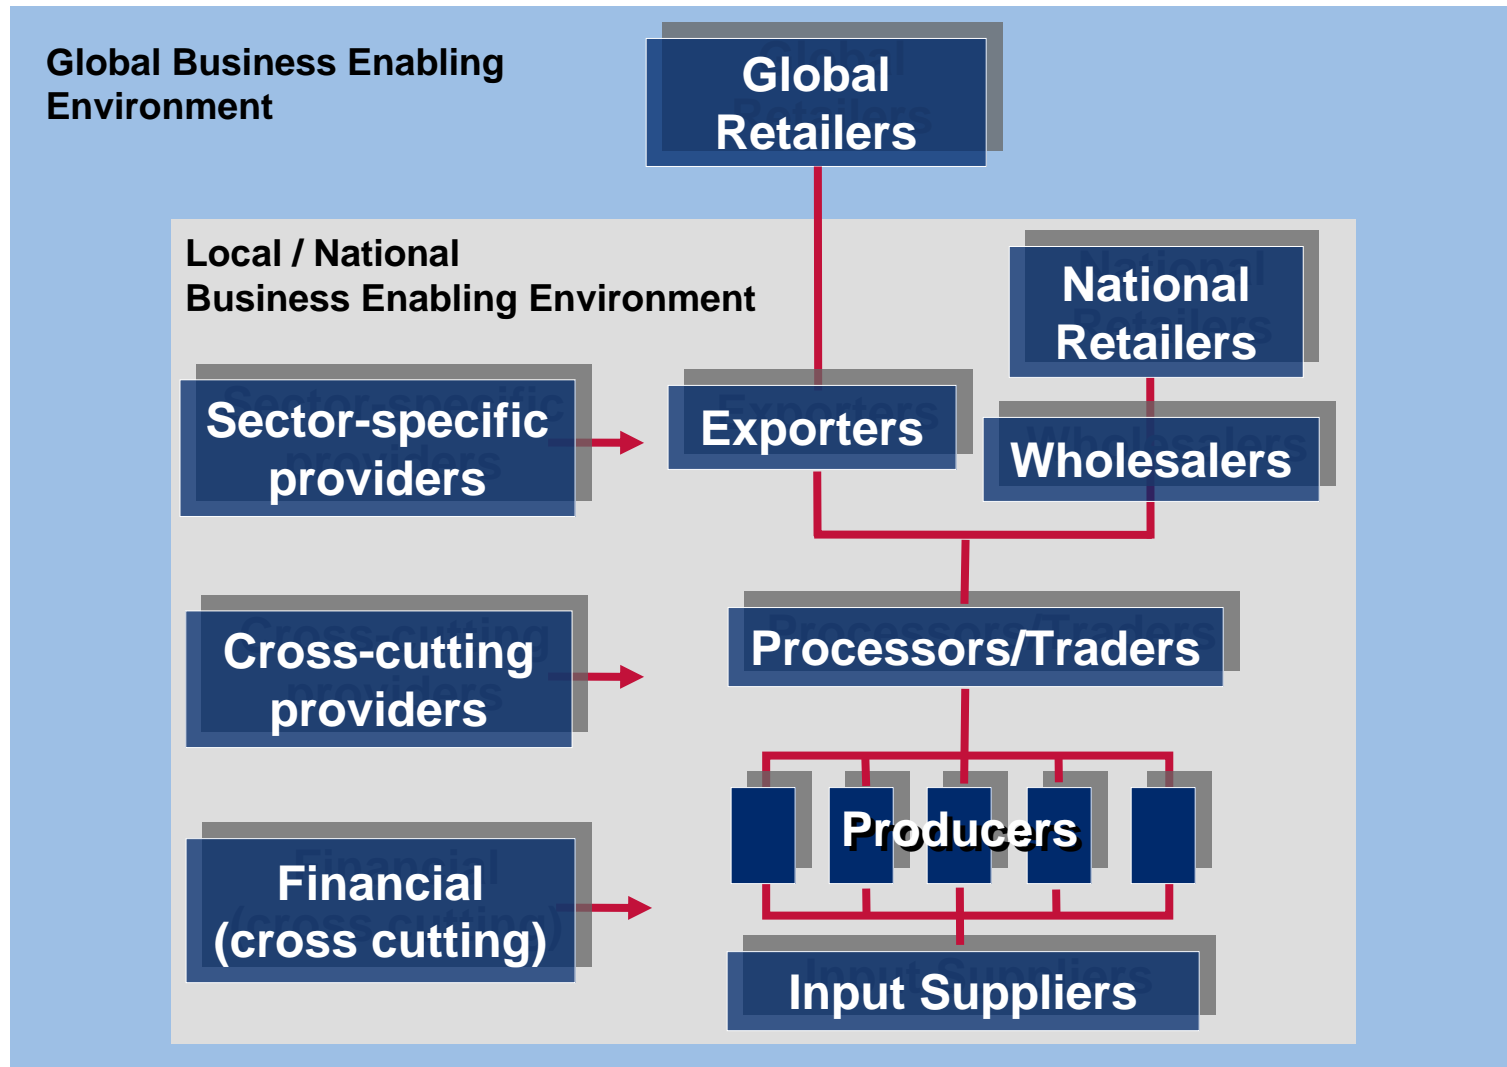 Global Business Enabling
Environment
Global
Retailers
Local / National
Business Enabling Environment
National
Retailers
Sector-specific
providers
Exporters
Wholesalers
Cross-cutting
providers
Processors/Traders
Producers
Financial
(cross cutting)
Input Suppliers